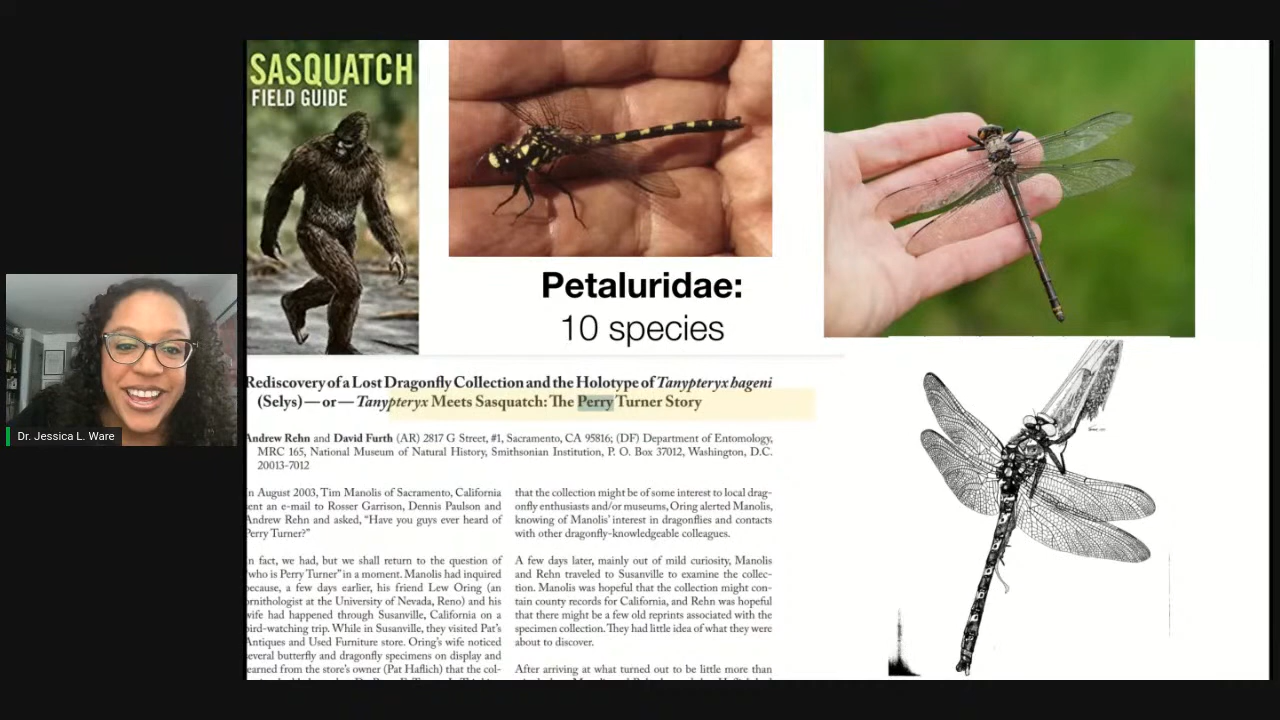 SASQUATCH
FIELD GUIDE
Petaluridae:
10 species
Dr. Jessica L. Ware
Rediscovery of a Lost Dragonfly Collection and the Holotype of Tanypteryx hageni
(Selys) — or — Tanypteryx Meets Sasquatch: The Perry Turner Story
Andrew Rehn and David Furth (AR) 2817 G Street, #1, Sacramento, CA 95816; (DF) Department of Entomology,
MRC 165, National Museum of Natural History, Smithsonian Institution, P. O. Box 37012, Washington, D.C.
20013-7012
n August 2003, Tim Manolis of Sacramento, California
ent an e-mail to Rosser Garrison, Dennis Paulson and
Andrew Rehn and asked, “Have you guys ever heard of
Perry Turner?”
n fact, we had, but we shall return to the question of
who is Perry Turner” in a moment. Manolis had inquired
ecause, a few days earlier, his friend Lew Oring (an
ornithologist at the University of Nevada, Reno) and his
wife had happened through Susanville, California on a
bird-watching trip. While in Susanville, they visited Pat’s
Antiques and Used Furniture store. Oring’s wife noticed
several butterfly and dragonfly specimens on display and
earned from the store’s owner (Pat Haflich) that the col-
that the collection might be of some interest to local drag-
onfly enthusiasts and/or museums, Oring alerted Manolis,
knowing of Manolis’ interest in dragonflies and contacts
with other dragonfly-knowledgeable colleagues.
A few days later, mainly out of mild curiosity, Manolis
and Rehn traveled to Susanville to examine the collec-
tion. Manolis was hopeful that the collection might con-
tain county records for California, and Rehn was hopeful
that there might be a few old reprints associated with the
specimen collection. They had little idea of what they were
about to discover.
After arriving at what turned out to be little more than